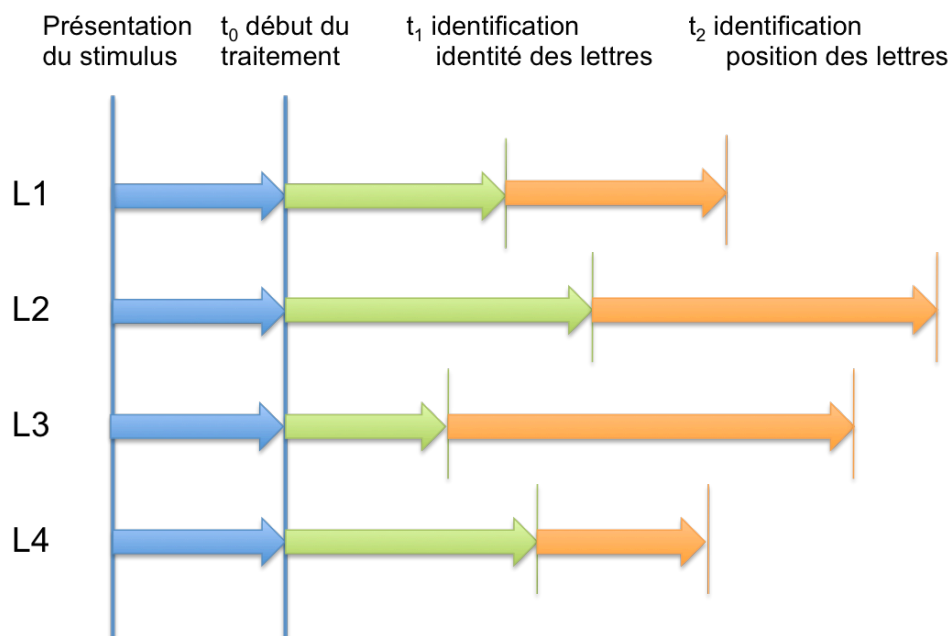 Présentation
du stimulus
t₀ début du
traitement
t₁ identification
identité des lettres
t₂ identification
position des lettres
L1
L2
L3
L4